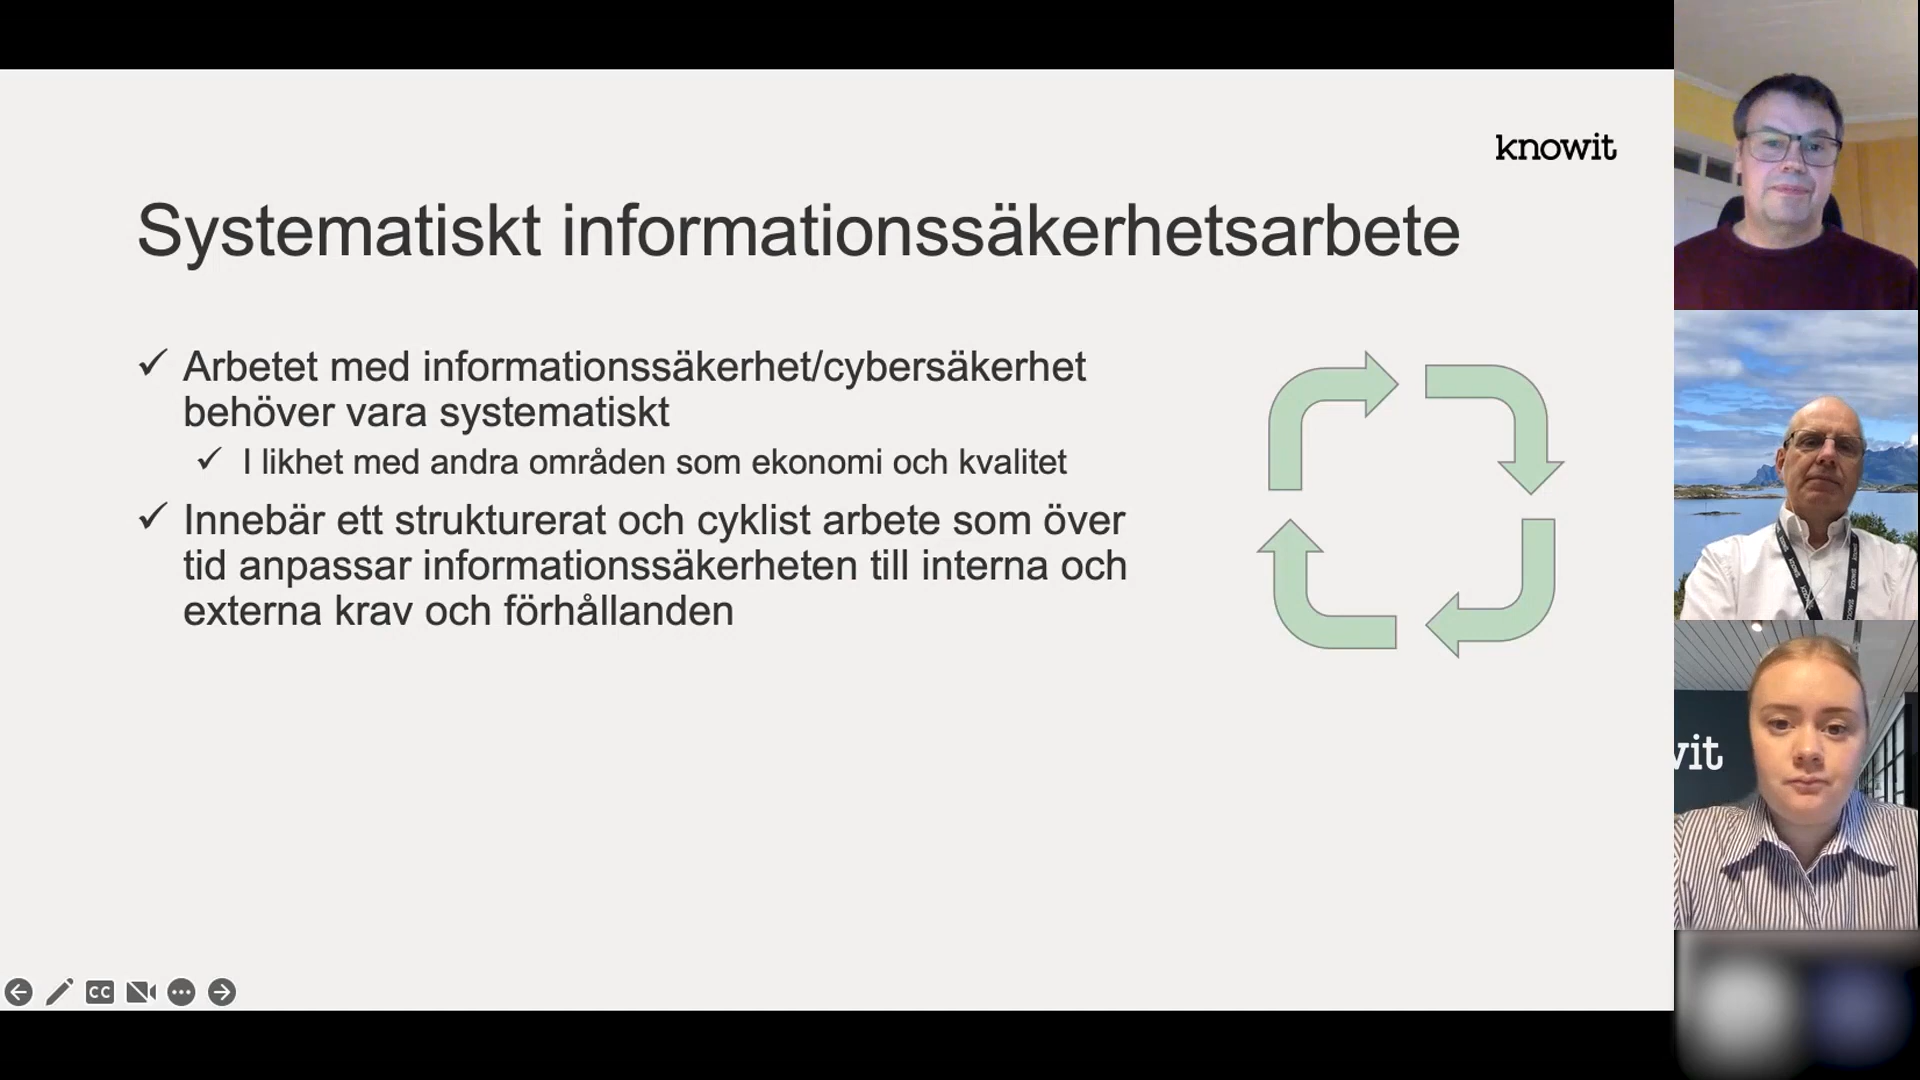 knowit
Systematiskt informationssäkerhetsarbete
Arbetet med informationssäkerhet/cybersäkerhet
behöver vara systematiskt
I likhet med andra områden som ekonomi och kvalitet
Innebär ett strukturerat och cyklist arbete som över
tid anpassar informationssäkerheten till interna och
externa krav och förhållanden
CC
vit